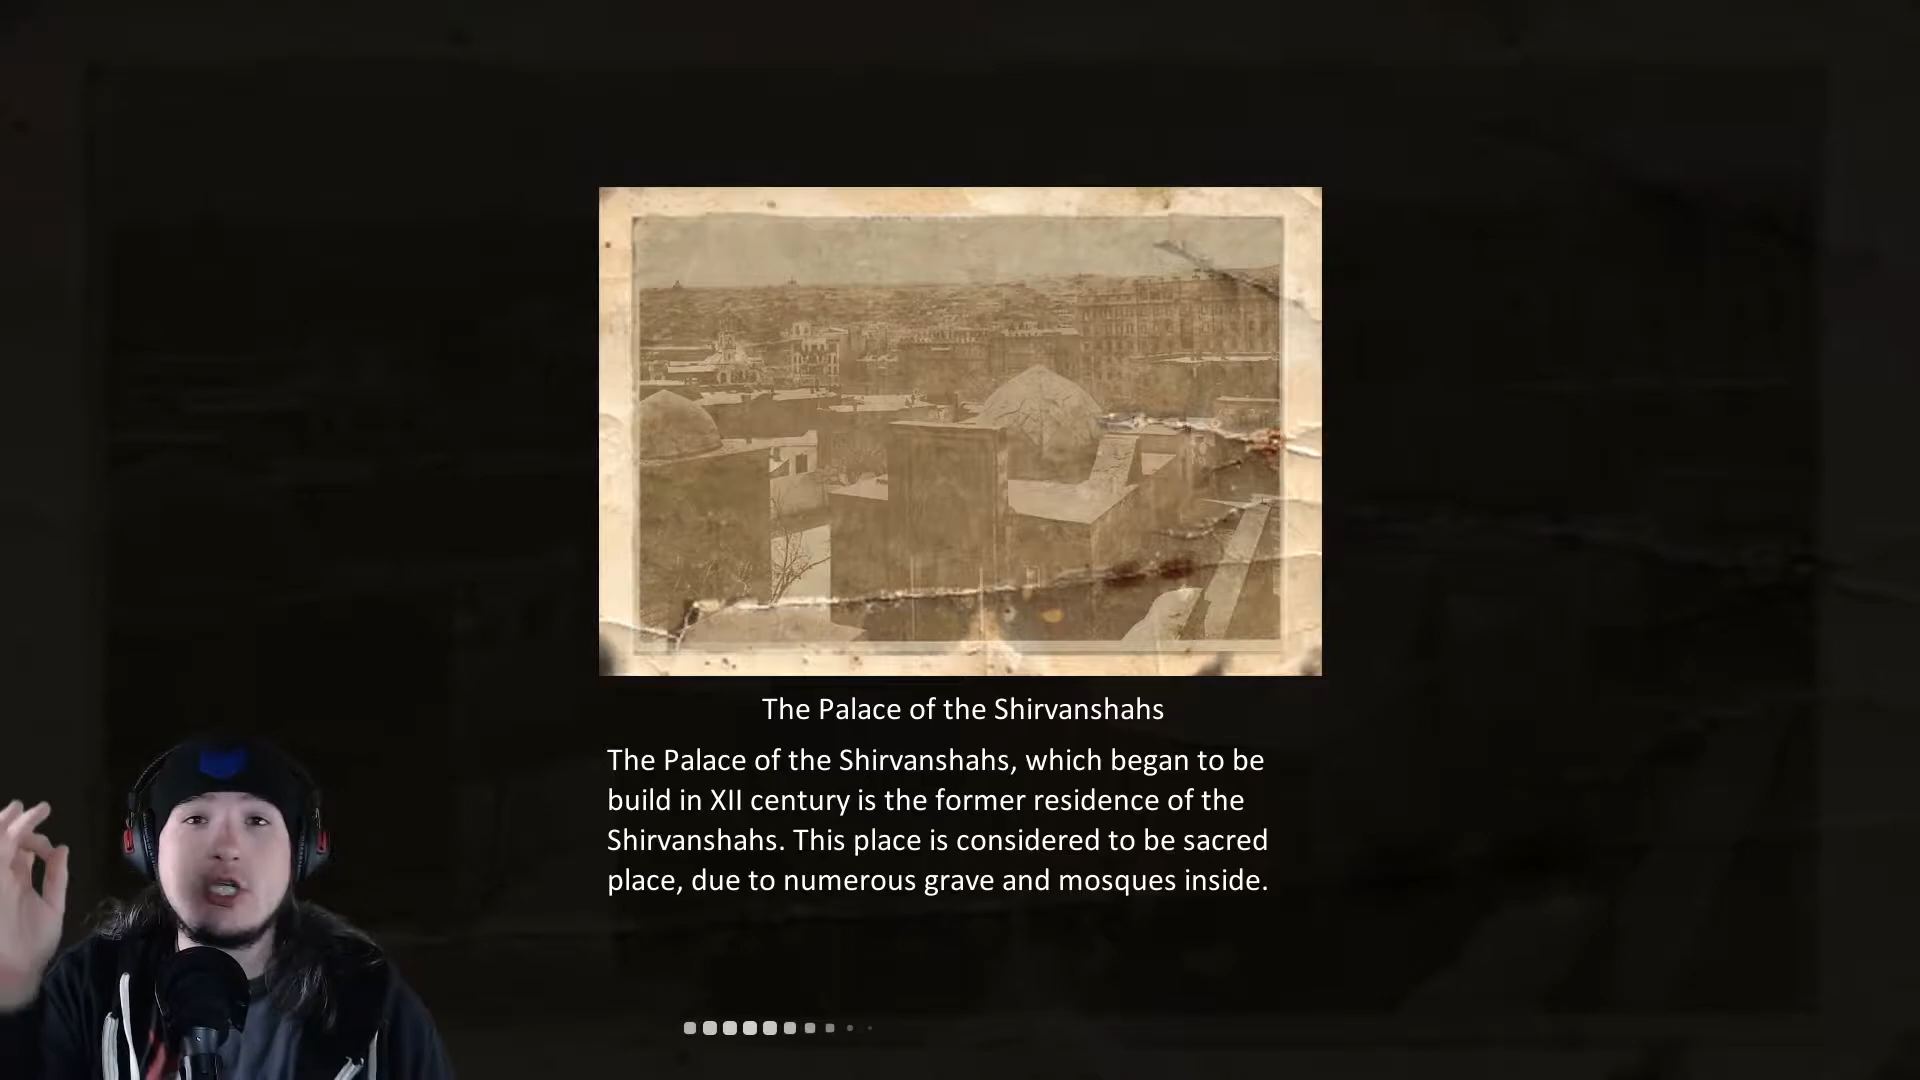 The Palace of the Shirvanshahs
The Palace of the Shirvanshahs, which began to be
build in XII century is the former residence of the
Shirvanshahs. This place is considered to be sacred
place, due to numerous grave and mosques inside.